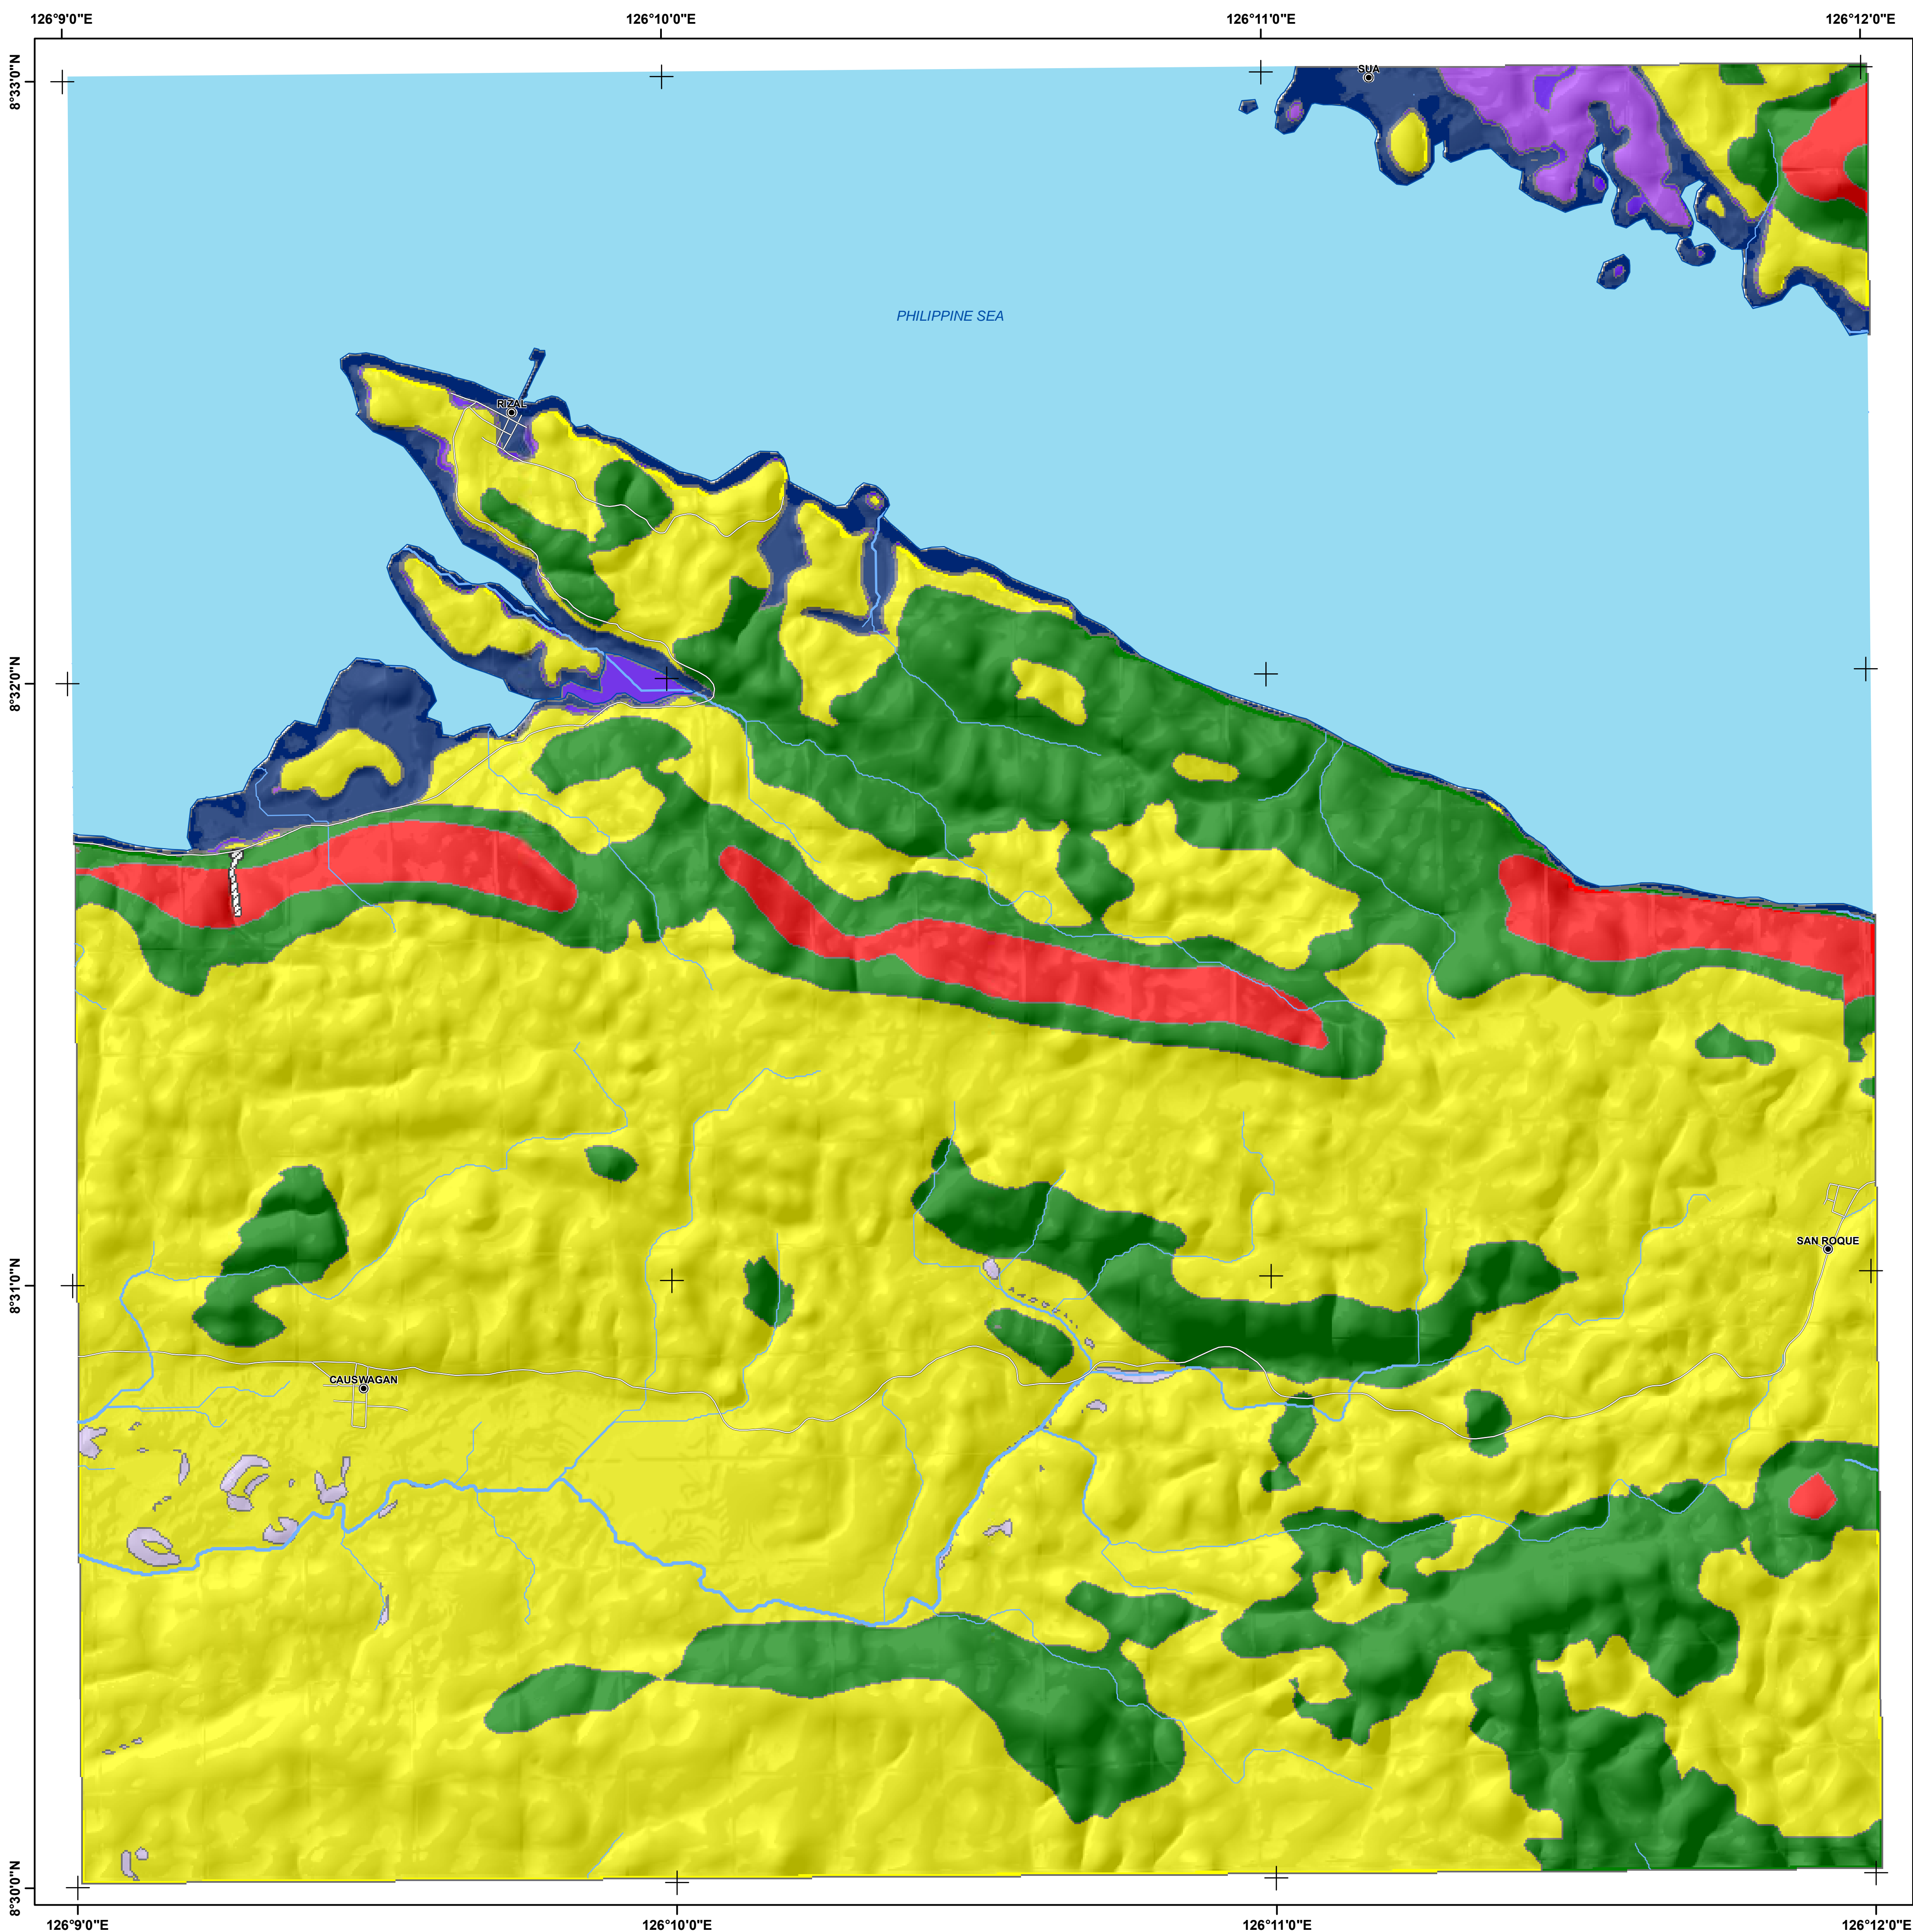 126°9'0"E 126°10'0"E 126°11'0"E 126°12'0"E
8°33'0"N
SUA
PHILIPPINE SEA
RIZAL
8°32'0"N
SAN ROQUE
8°31'0"N
CAUSWAGAN
8°30'0"N
126°9'0"E 126°10'0"E 126°11'0"E 126°12'0"E